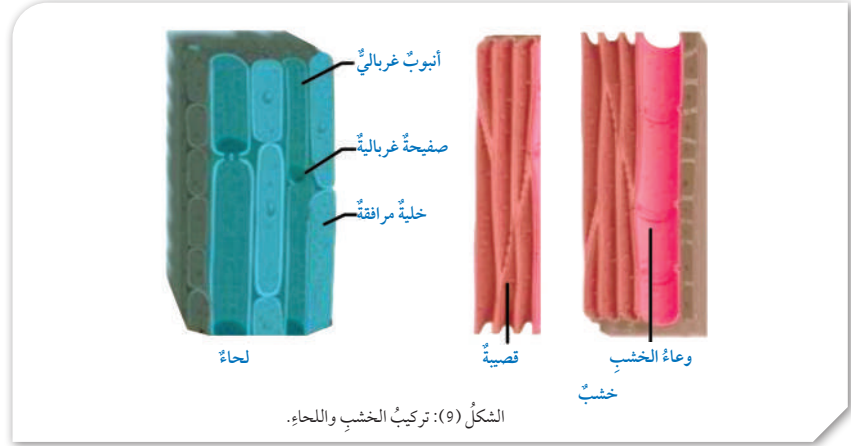 أنبوبٌ غرباليٌّ
صفيحةٌ غرباليةٌ
خليةٌ مرافقةٌ
وعاءُ الخشبِ
قصيبةٌ
لحاءٌ
خشبٌ
الشكلُ (9): تركيبُ الخشبِ واللحاءِ.